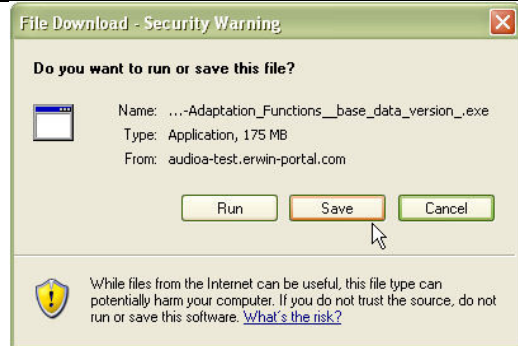 File Download - Security Warning
Do you want to run or save this file?
Name: ...-Adaptation_Functions__base_data_version_.exe
Type: Application, 175 MB
From: audioa-test.erwin-portal.com
Run Save Cancel
While files from the Internet can be useful, this file type can
potentially harm your computer. If you do not trust the source, do not
run or save this software. What's the risk?